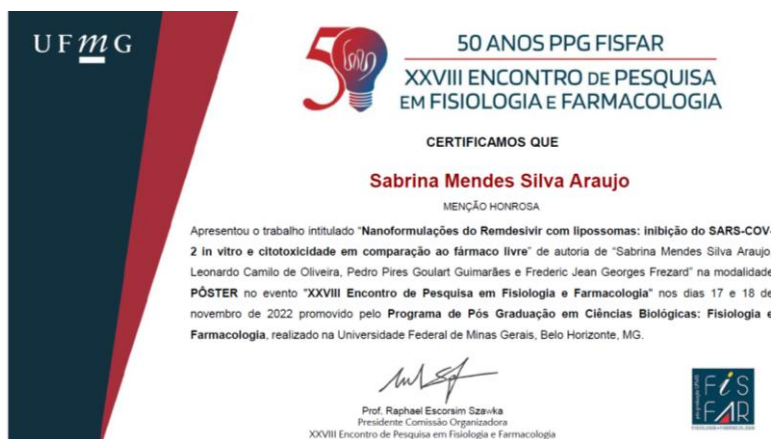 UFmG
50
50 ANOS PPG FISFAR
XXVIII ENCONTRO DE PESQUISA
EM FISIOLOGIA E FARMACOLOGIA
CERTIFICAMOS QUE
Sabrina Mendes Silva Araujo
MENÇÃO HONROSA
Apresentou o trabalho intitulado “Nanoformulações do Remdesivir com lipossomas: inibição do SARS-COV-
2 in vitro e citotoxicidade em comparação ao fármaco livre” de autoria de “Sabrina Mendes Silva Araujo
Leonardo Camilo de Oliveira, Pedro Pires Goulart Guimarães e Frederic Jean Georges Frezard” na modalidade
PÔSTER no evento "XXVIII Encontro de Pesquisa em Fisiologia e Farmacologia" nos dias 17 e 18 de
novembro de 2022 promovido pelo Programa de Pós Graduação em Ciências Biológicas: Fisiologia e
Farmacologia, realizado na Universidade Federal de Minas Gerais, Belo Horizonte, MG.
Prof. Raphael Escorsim Szawka
Presidente Comissão Organizadora
XXVIII Encontro de Pesquisa em Fisiologia e Farmacologia
FiS
FAR